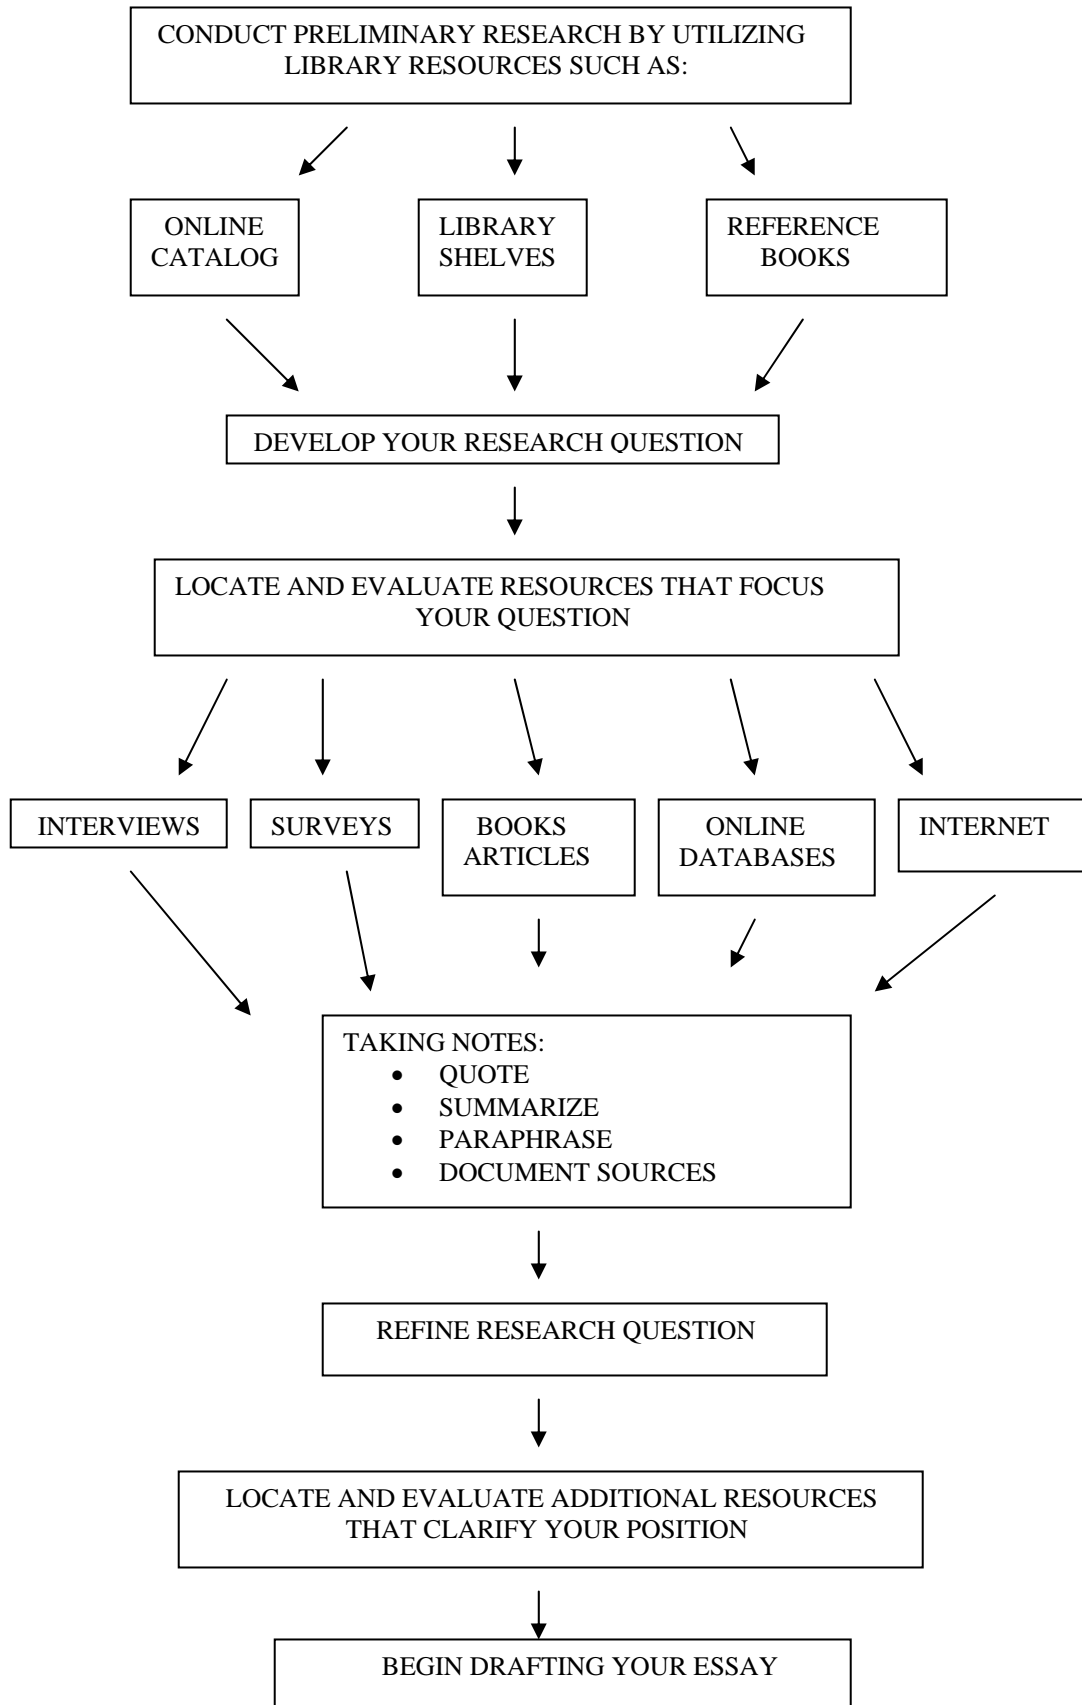 CONDUCT PRELIMINARY RESEARCH BY UTILIZING
LIBRARY RESOURCES SUCH AS:
ONLINE
CATALOG
LIBRARY
SHELVES
REFERENCE
BOOKS
DEVELOP YOUR RESEARCH QUESTION
LOCATE AND EVALUATE RESOURCES THAT FOCUS
YOUR QUESTION
INTERVIEWS
SURVEYS
BOOKS
ARTICLES
ONLINE
DATABASES
INTERNET
TAKING NOTES:
• QUOTE
• SUMMARIZE
• PARAPHRASE
• DOCUMENT SOURCES
REFINE RESEARCH QUESTION
LOCATE AND EVALUATE ADDITIONAL RESOURCES
THAT CLARIFY YOUR POSITION
BEGIN DRAFTING YOUR ESSAY